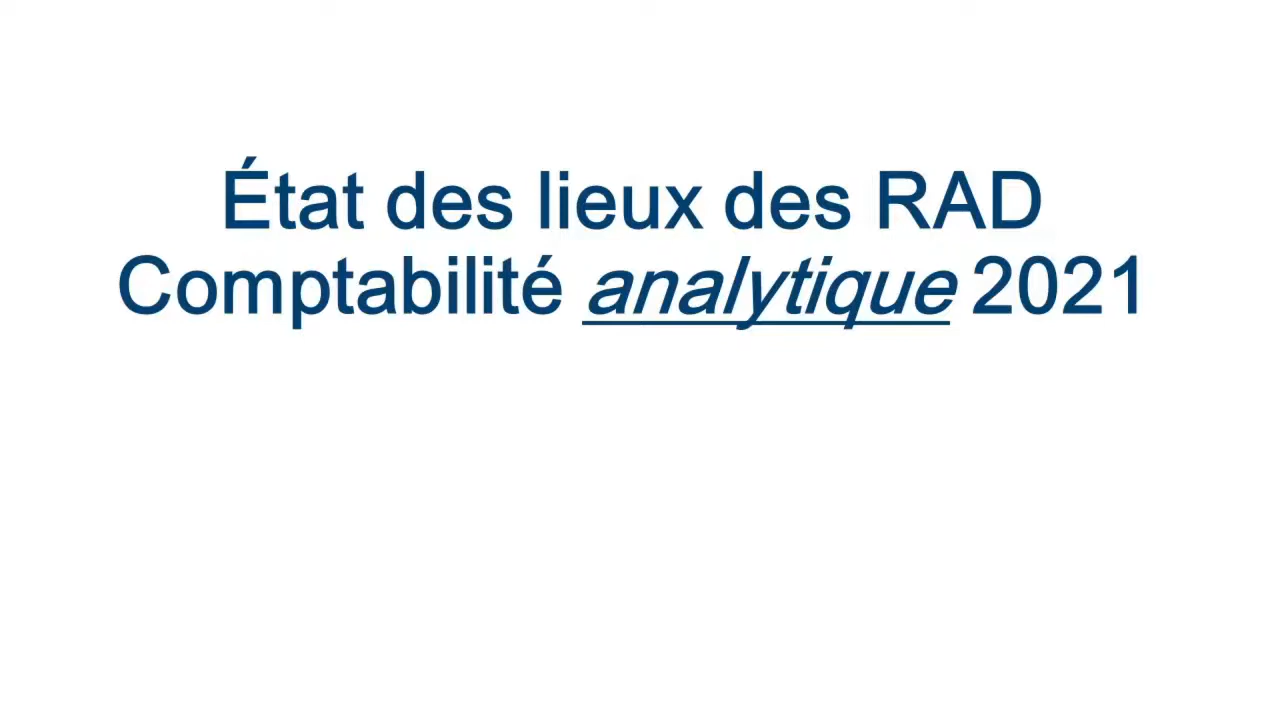 État des lieux des RAD
Comptabilité analytique 2021